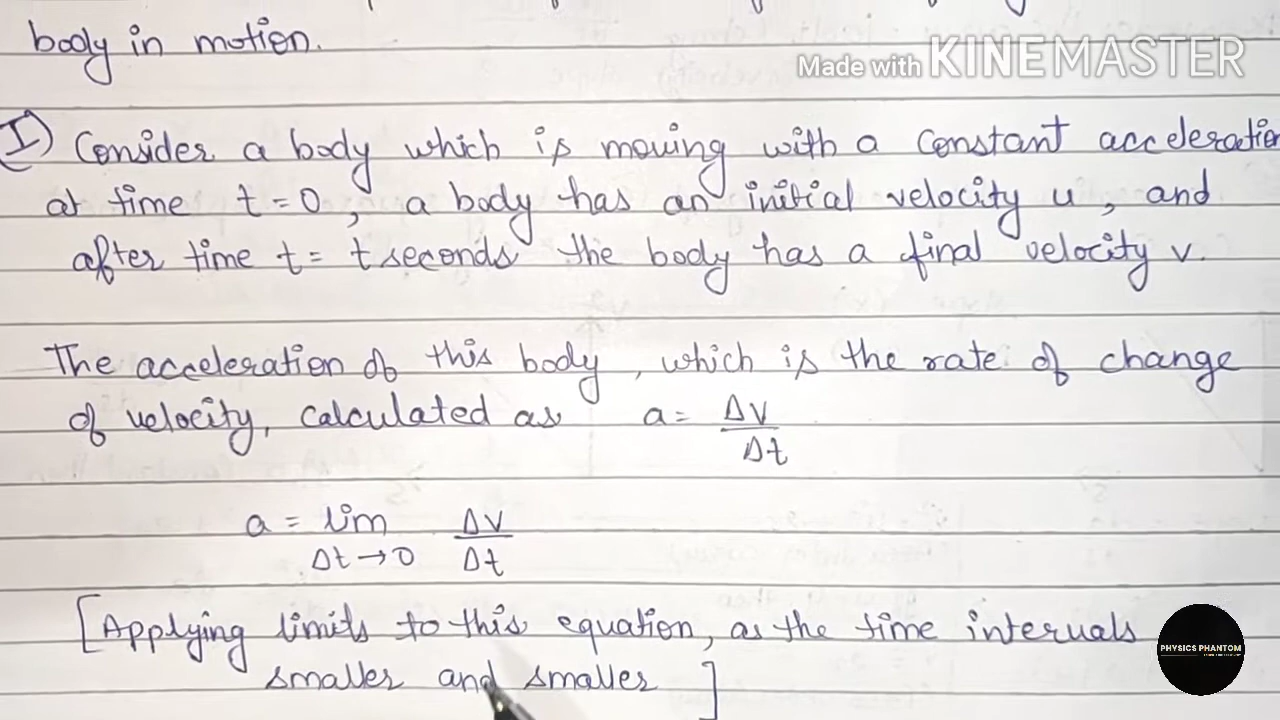 body in motion.
Made with KINEMASTER
I) Consider a body which is moving with a constant acceleration
at time t = 0, a body has an initial velocity u, and
after time t = t seconds the body has a final velocity v.
The acceleration of this body, which is the rate of change
of velocity, calculated as a = Δv/Δt
a = lim Δt→0 Δv/Δt
[Applying limits to this equation, as the time intervals
smaller and smaller]
PHYSICS PHANTOM